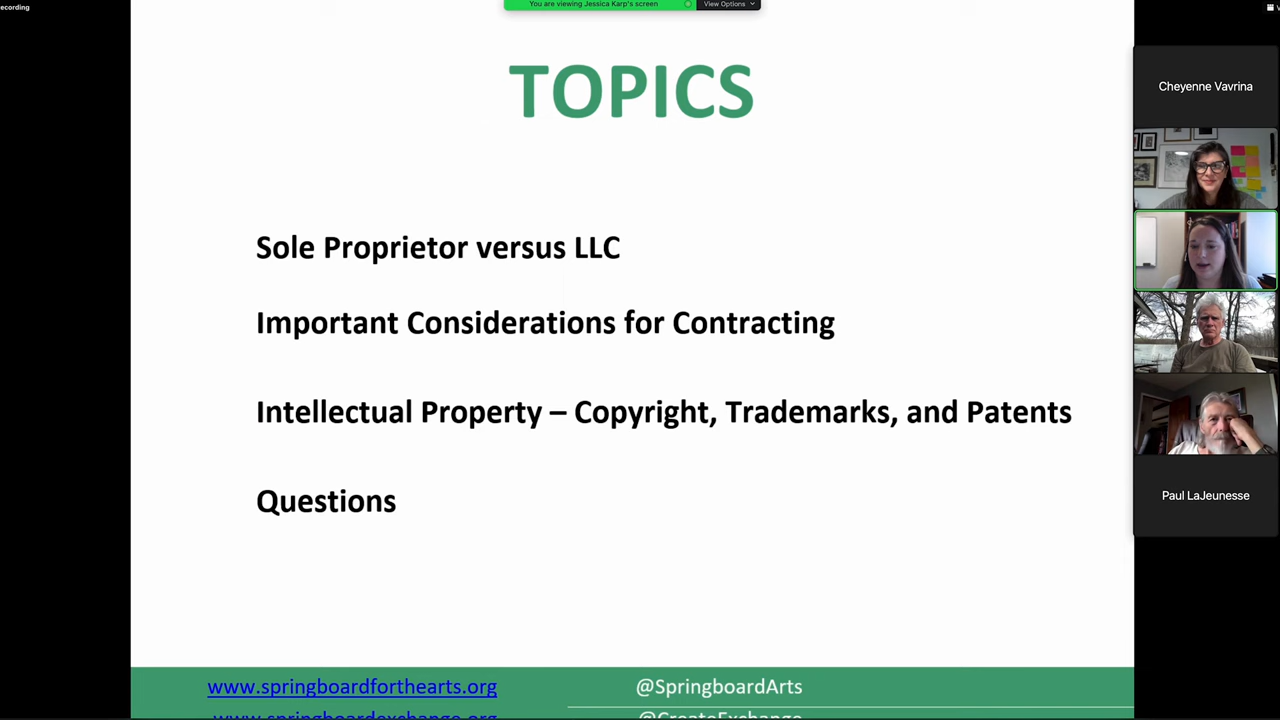 ecording
You are viewing Jessica Karp's screen
View Options
TOPICS
Cheyenne Vavrina
Sole Proprietor versus LLC
Important Considerations for Contracting
Intellectual Property – Copyright, Trademarks, and Patents
Questions
Paul LaJeunesse
www.springboardforthearts.org
@SpringboardArts
www.springboardexchange.org
@CreateExchange